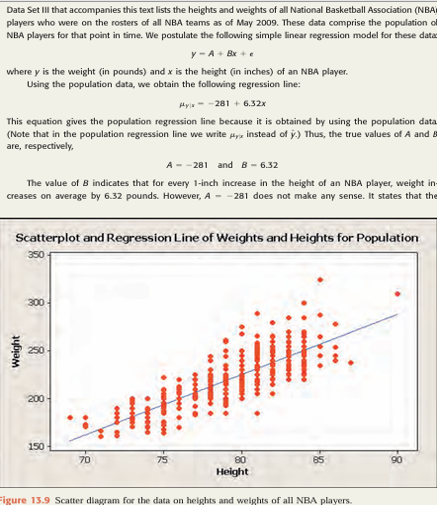 Data Set III that accompanies this text lists the heights and weights of all National Basketball Association (NBA)
players who were on the rosters of all NBA teams as of May 2009. These data comprise the population of
NBA players for that point in time. We postulate the following simple linear regression model for these data:
y = A + Bx + ϵ
where y is the weight (in pounds) and x is the height (in inches) of an NBA player.
Using the population data, we obtain the following regression line:
μy|x = −281 + 6.32x
This equation gives the population regression line because it is obtained by using the population data.
(Note that in the population regression line we write μy|x instead of ŷ.) Thus, the true values of A and B
are, respectively,
A = −281 and B = 6.32
The value of B indicates that for every 1-inch increase in the height of an NBA player, weight in-
creases on average by 6.32 pounds. However, A = −281 does not make any sense. It states that the
Scatterplot and Regression Line of Weights and Heights for Population
350
300
250
200
150
Weight
70 75 80 85 90
Height
Figure 13.9 Scatter diagram for the data on heights and weights of all NBA players.